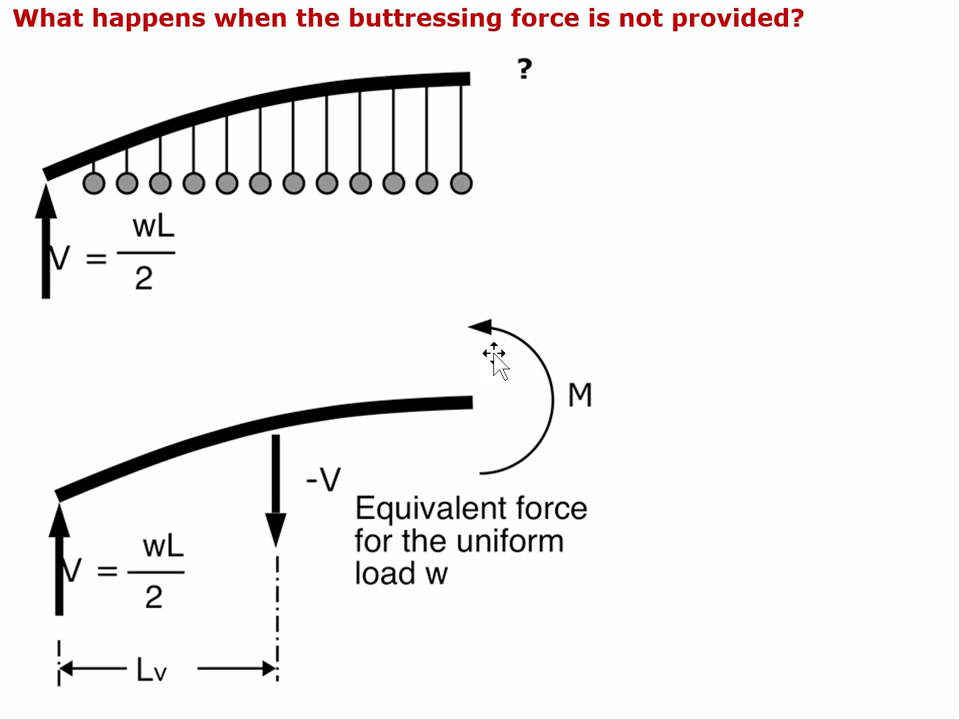 What happens when the buttressing force is not provided?
?
V = wL
2
M
-V
Equivalent force
for the uniform
load w
V = wL
2
Lv